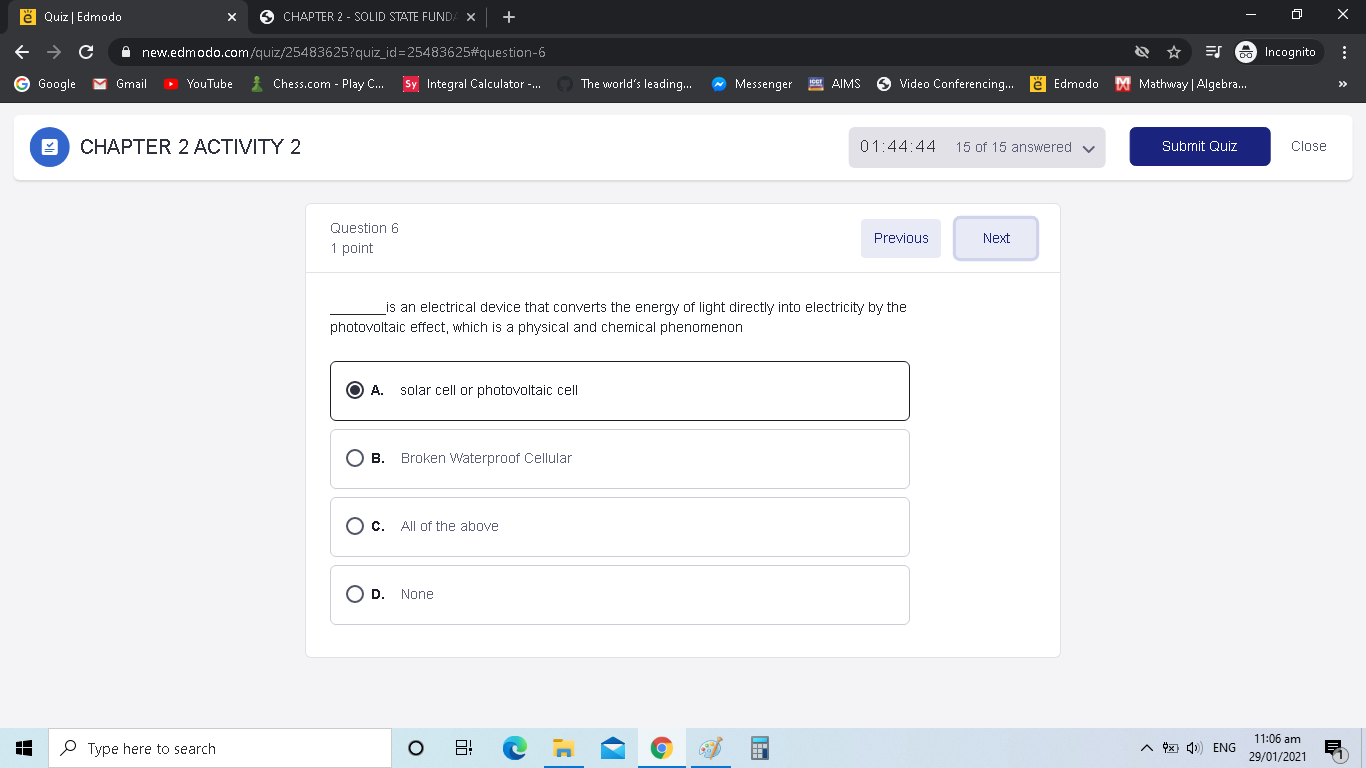 Quiz | Edmodo
CHAPTER 2 - SOLID STATE FUNDA
new.edmodo.com/quiz/25483625?quiz_id=25483625#question-6
Incognito
Google Gmail YouTube Chess.com - Play C... Sy Integral Calculator -... The world's leading... Messenger AIMS Video Conferencing... Edmodo Mathway | Algebra... »
CHAPTER 2 ACTIVITY 2
01:44:44 15 of 15 answered
Submit Quiz
Close
Question 6
1 point
Previous
Next
_______is an electrical device that converts the energy of light directly into electricity by the
photovoltaic effect, which is a physical and chemical phenomenon
A. solar cell or photovoltaic cell
B. Broken Waterproof Cellular
C. All of the above
D. None
Type here to search
ENG
11:06 am
29/01/2021
1